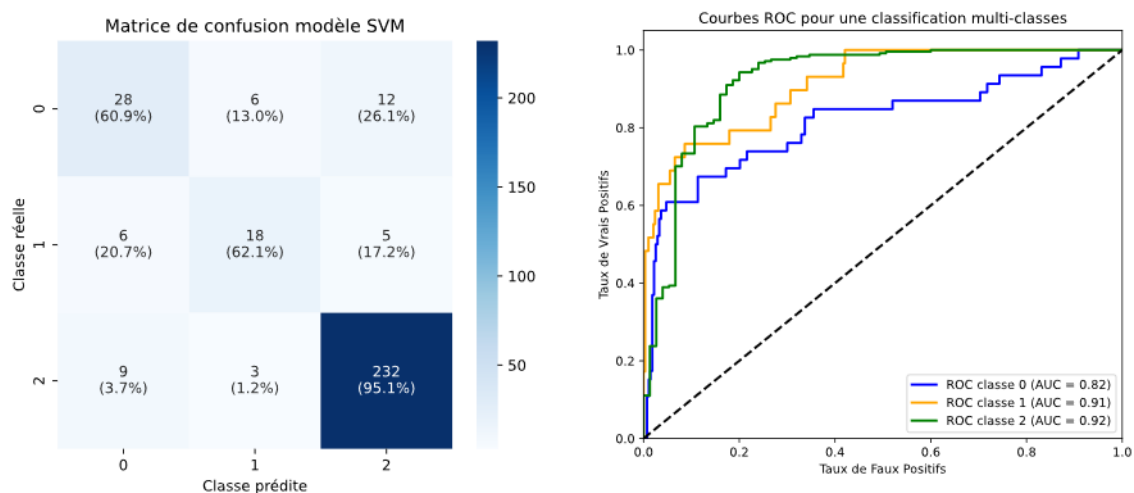 Matrice de confusion modèle SVM
Classe réelle
0
28
(60.9%)
6
(13.0%)
12
(26.1%)
1
6
(20.7%)
18
(62.1%)
5
(17.2%)
2
9
(3.7%)
3
(1.2%)
232
(95.1%)
0 1 2
Classe prédite
200
150
100
50
Courbes ROC pour une classification multi-classes
Taux de Vrais Positifs
1.0
0.8
0.6
0.4
0.2
0.0
ROC classe 0 (AUC = 0.82)
ROC classe 1 (AUC = 0.91)
ROC classe 2 (AUC = 0.92)
0.0 0.2 0.4 0.6 0.8 1.0
Taux de Faux Positifs